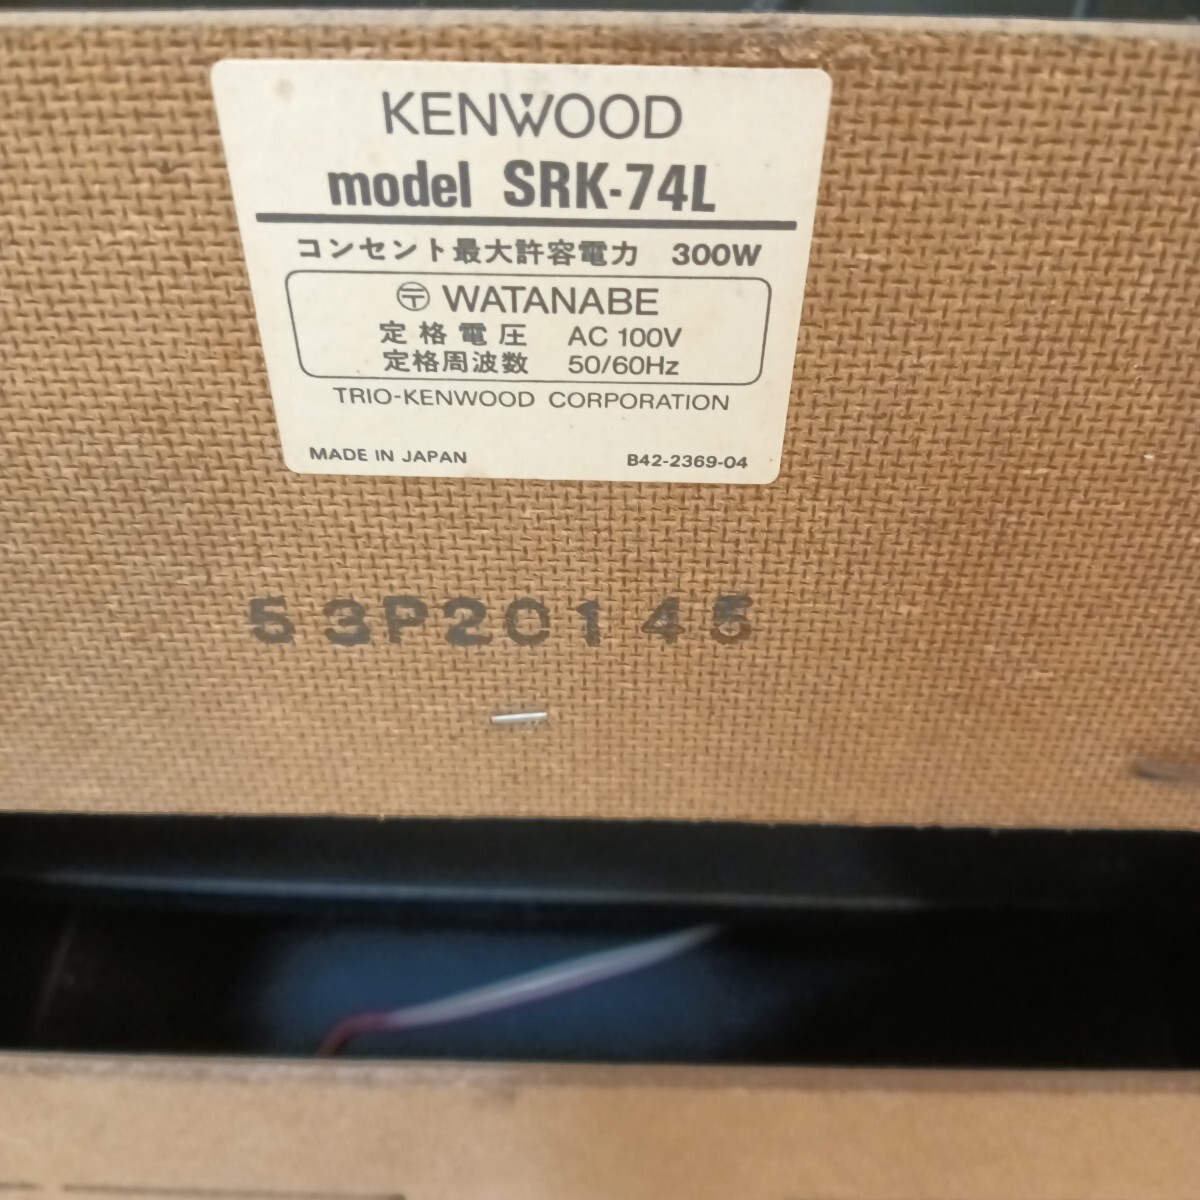 KENWOOD
model SRK-74L
コンセント最大許容電力 300W
〶 WATANABE
定格電圧 AC 100V
定格周波数 50/60Hz
TRIO-KENWOOD CORPORATION
MADE IN JAPAN B42-2369-04
53P20145